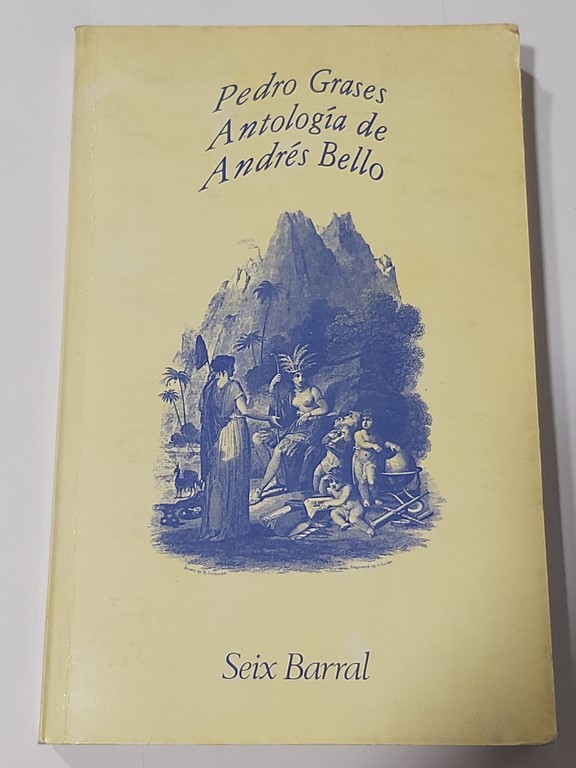 Pedro Grases
Antología de
Andrés Bello
Seix Barral